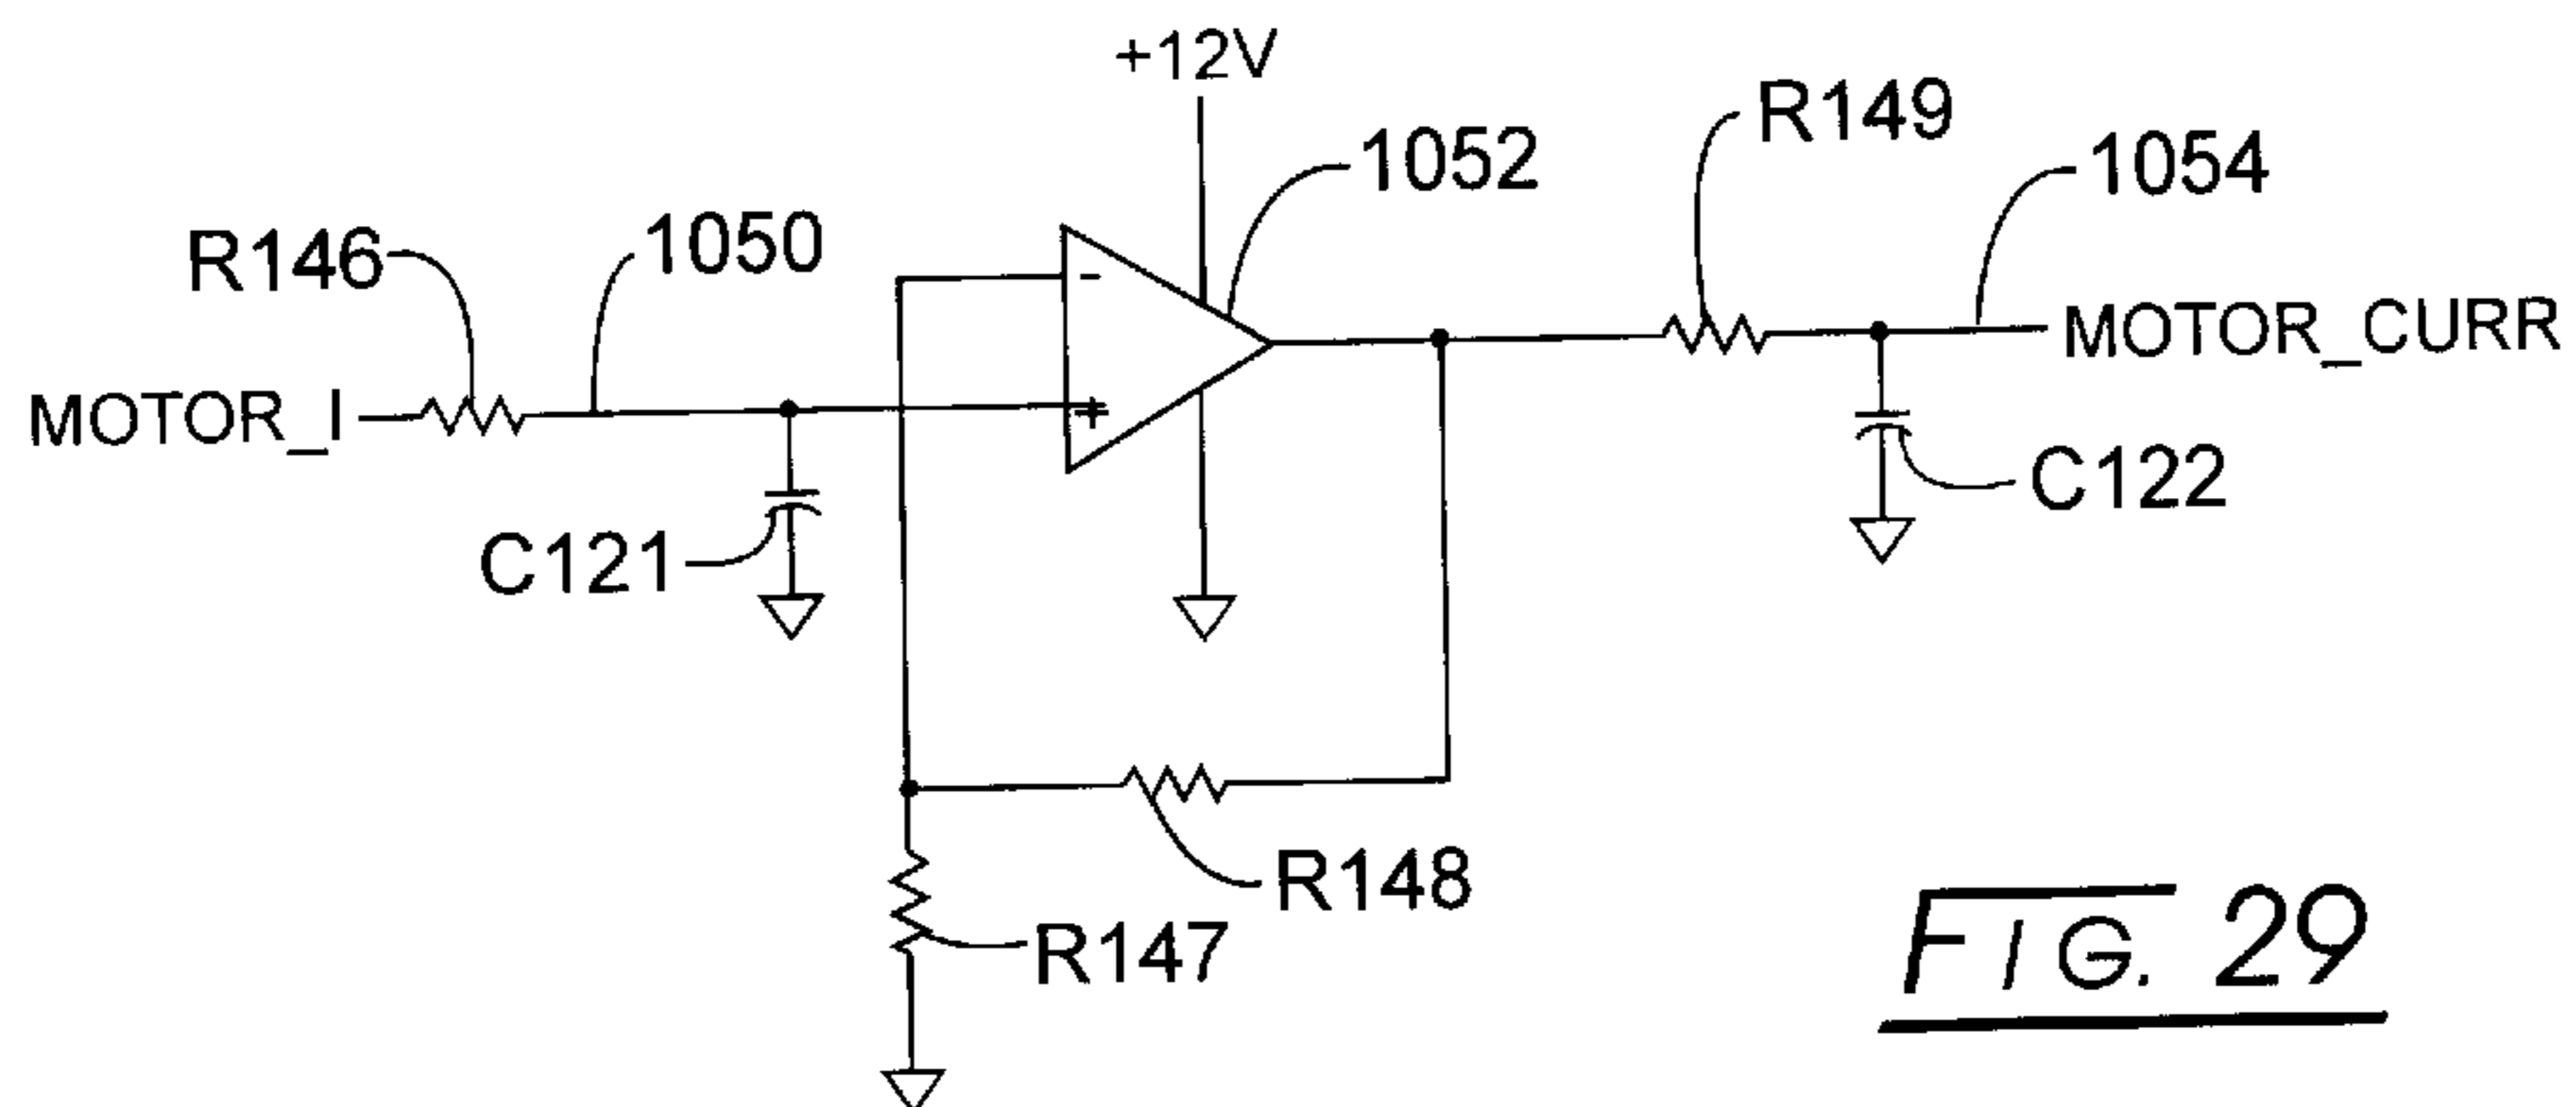 +12V
R149
1052
1054
R146
1050
MOTOR_I
-
+
MOTOR_CURR
C121
C122
R148
R147
FIG. 29